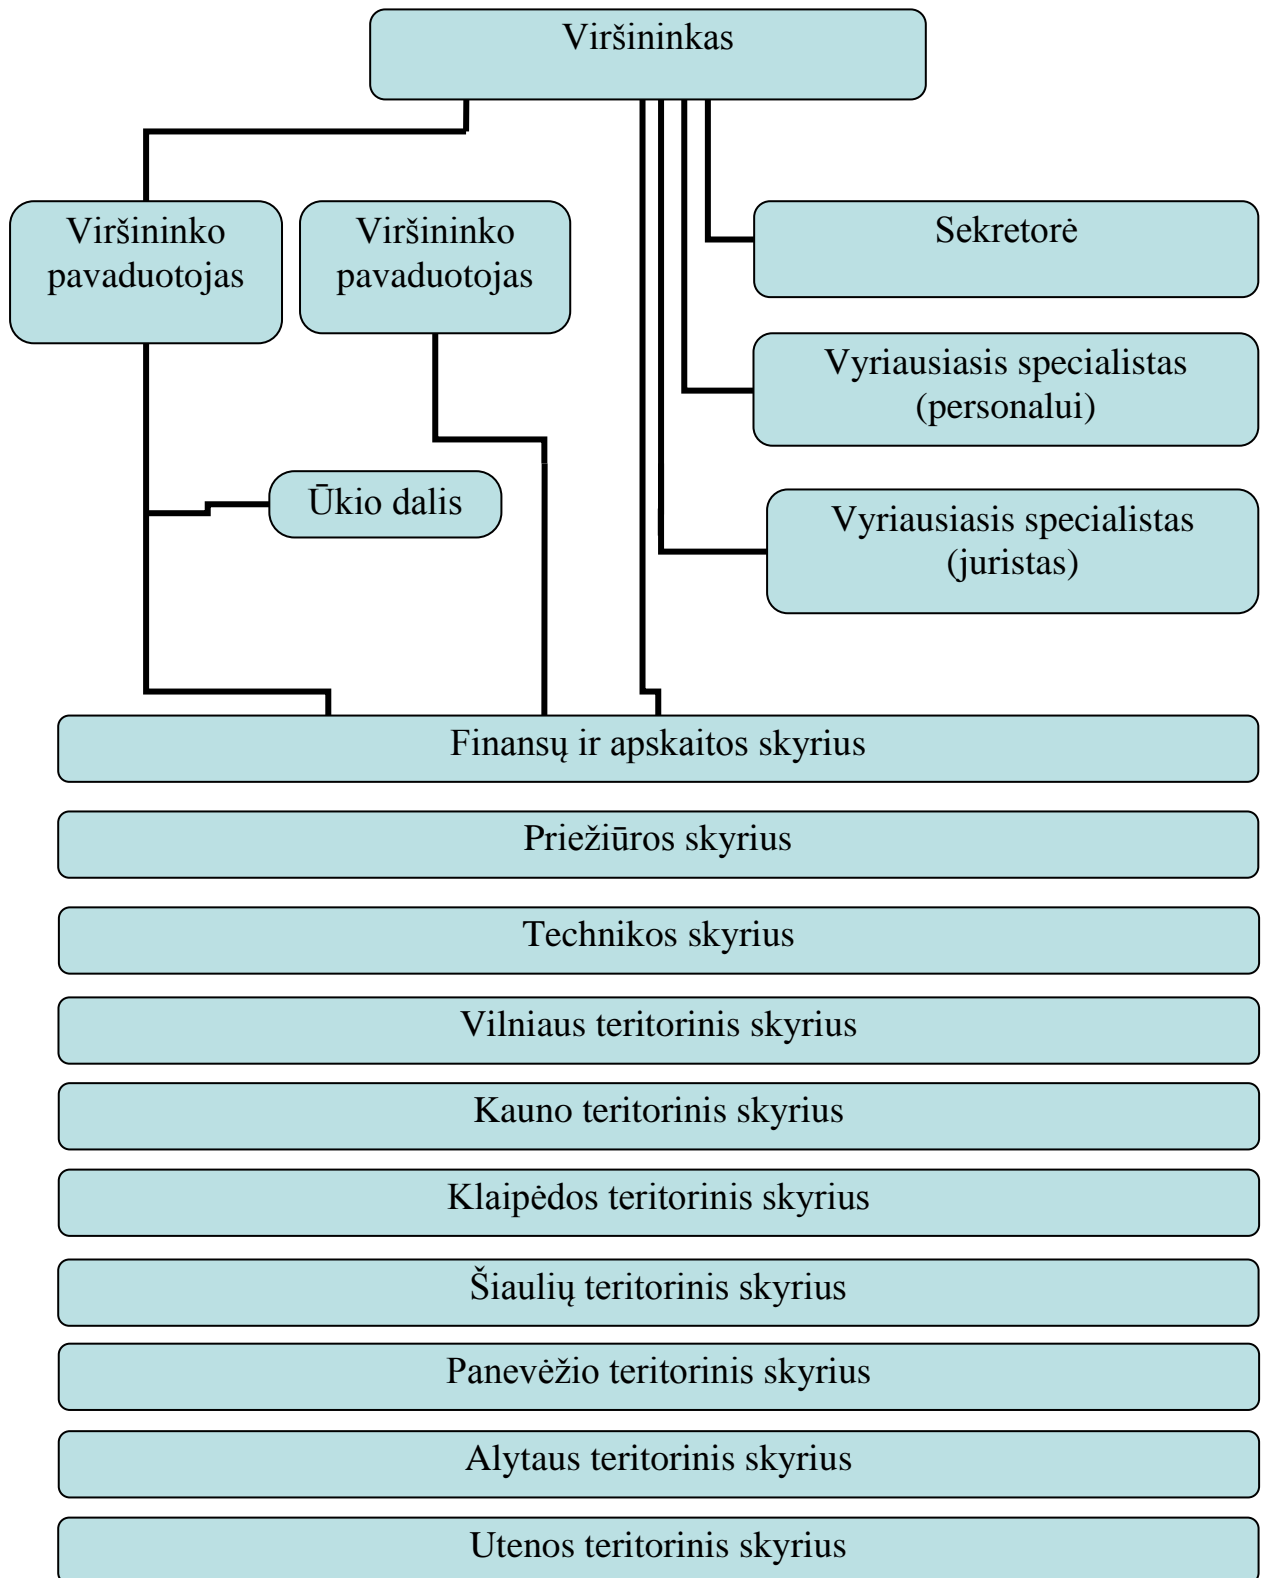 Viršininkas
Viršininko
pavaduotojas
Viršininko
pavaduotojas
Sekretorė
Vyriausiasis specialistas
(personalui)
Ūkio dalis
Vyriausiasis specialistas
(juristas)
Finansų ir apskaitos skyrius
Priežiūros skyrius
Technikos skyrius
Vilniaus teritorinis skyrius
Kauno teritorinis skyrius
Klaipėdos teritorinis skyrius
Šiaulių teritorinis skyrius
Panevėžio teritorinis skyrius
Alytaus teritorinis skyrius
Utenos teritorinis skyrius